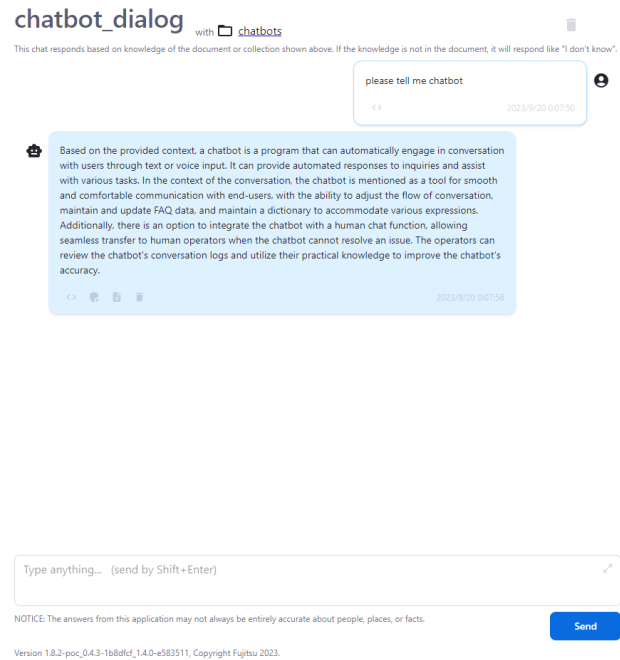 chatbot_dialog with chatbots
This chat responds based on knowledge of the document or collection shown above. If the knowledge is not in the document, it will respond like "I don't know".
please tell me chatbot
<> 2023/9/20 0:07:50
Based on the provided context, a chatbot is a program that can automatically engage in conversation
with users through text or voice input. It can provide automated responses to inquiries and assist
with various tasks. In the context of the conversation, the chatbot is mentioned as a tool for smooth
and comfortable communication with end-users, with the ability to adjust the flow of conversation,
maintain and update FAQ data, and maintain a dictionary to accommodate various expressions.
Additionally, there is an option to integrate the chatbot with a human chat function, allowing
seamless transfer to human operators when the chatbot cannot resolve an issue. The operators can
review the chatbot's conversation logs and utilize their practical knowledge to improve the chatbot's
accuracy.
<> 2023/9/20 0:07:56
Type anything... (send by Shift+Enter)
NOTICE: The answers from this application may not always be entirely accurate about people, places, or facts.
Send
Version 1.8.2-poc_0.4.3-1b8dfcf_1.4.0-e583511, Copyright Fujitsu 2023.